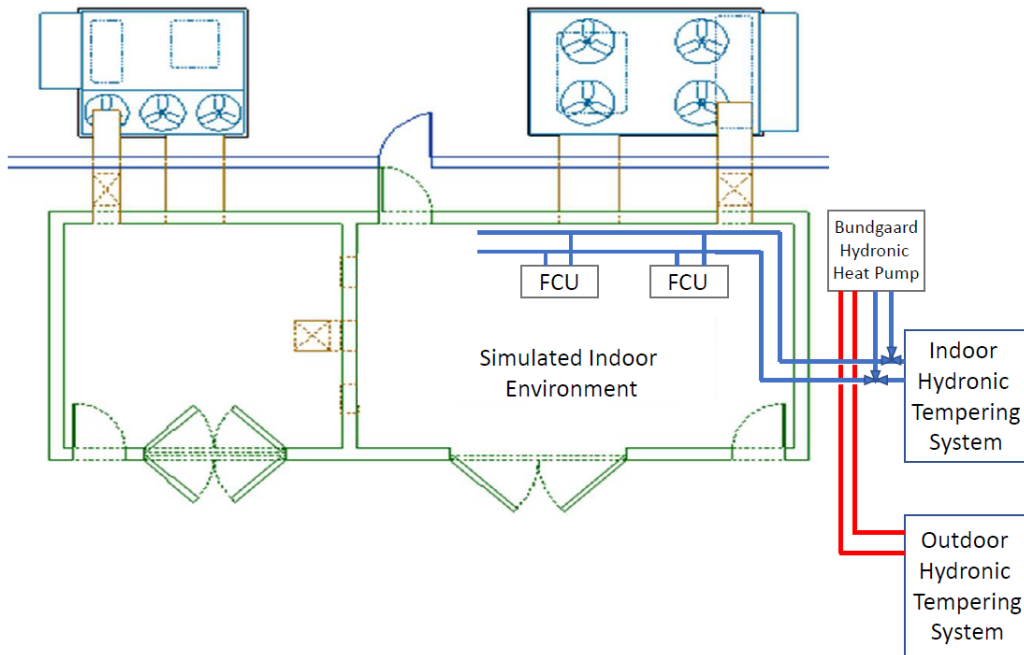 Bundgaard
Hydronic
Heat Pump
FCU
FCU
Simulated Indoor
Environment
Indoor
Hydronic
Tempering
System
Outdoor
Hydronic
Tempering
System